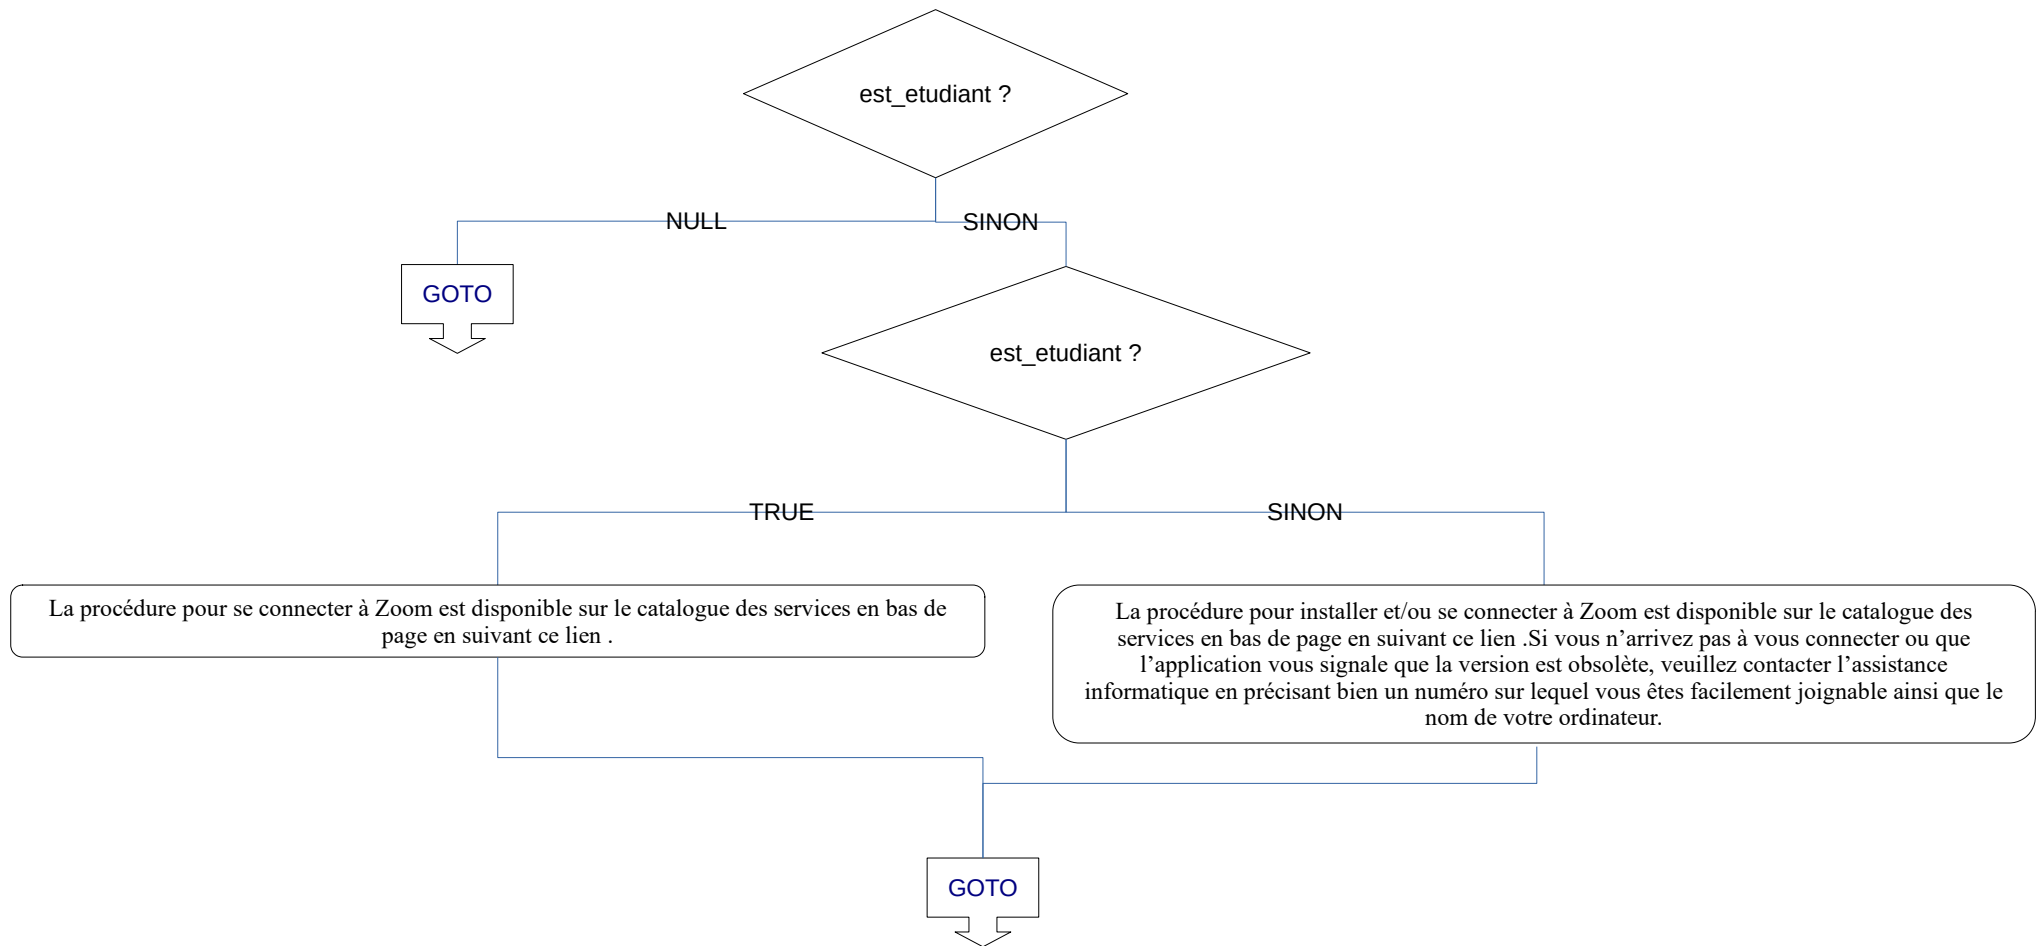 est_etudiant ?
NULL
SINON
GOTO
est_etudiant ?
TRUE
SINON
La procédure pour se connecter à Zoom est disponible sur le catalogue des services en bas de
page en suivant ce lien .
La procédure pour installer et/ou se connecter à Zoom est disponible sur le catalogue des
services en bas de page en suivant ce lien .Si vous n’arrivez pas à vous connecter ou que
l’application vous signale que la version est obsolète, veuillez contacter l’assistance
informatique en précisant bien un numéro sur lequel vous êtes facilement joignable ainsi que le
nom de votre ordinateur.
GOTO